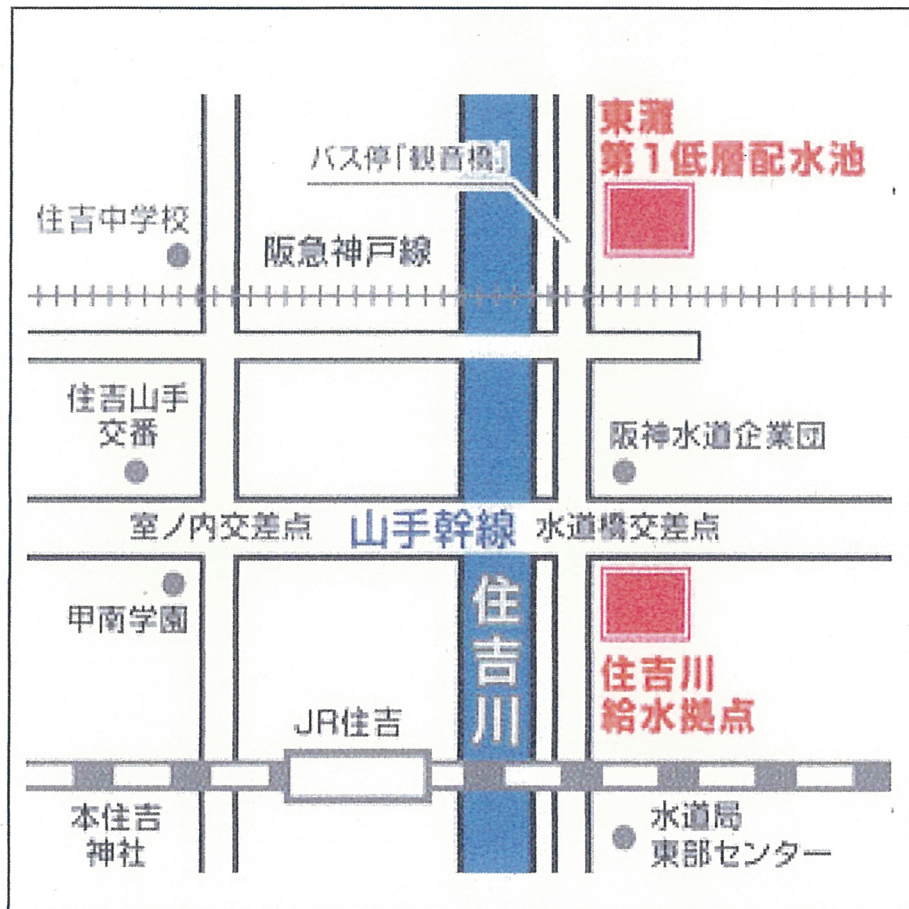 東灘
第1低層配水池
バス停「観音橋」
住吉中学校
阪急神戸線
住吉山手
交番
阪神水道企業団
室ノ内交差点
山手幹線
水道橋交差点
甲南学園
住吉川
住吉川
給水拠点
JR住吉
本住吉
神社
水道局
東部センター